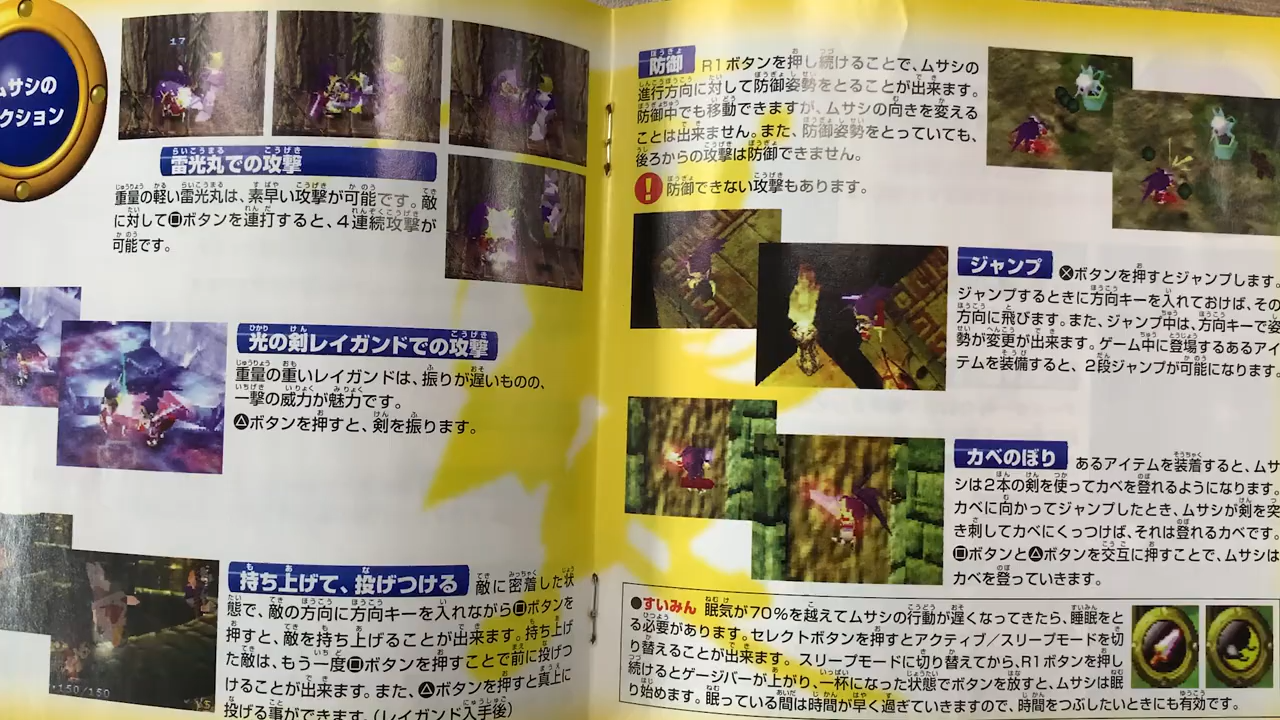 ムサシの
クション
17
雷光丸での攻撃
重量の軽い雷光丸は、素早い攻撃が可能です。敵
に対して□ボタンを連打すると、4連続攻撃が
可能です。
光の剣レイガンドでの攻撃
重量の重いレイガンドは、振りが遅いものの、
一撃の威力が魅力です。
△ボタンを押すと、剣を振ります。
持ち上げて、投げつける
敵に密着した状
態で、敵の方向に方向キーを入れながら□ボタンを
押すと、敵を持ち上げることが出来ます。持ち上げ
た敵は、もう一度□ボタンを押すことで前に投げつ
けることが出来ます。また、△ボタンを押すと真上に
投げる事ができます。(レイガンド入手後)
150/150
防御
R1ボタンを押し続けることで、ムサシの
進行方向に対して防御姿勢をとることが出来ます。
防御中でも移動できますが、ムサシの向きを変える
ことは出来ません。また、防御姿勢をとっていても、
後ろからの攻撃は防御できません。
!防御できない攻撃もあります。
ジャンプ
×ボタンを押すとジャンプします。
ジャンプするときに方向キーを入れておけば、その
方向に飛びます。また、ジャンプ中は、方向キーで姿
勢が変更が出来ます。ゲーム中に登場するあるアイ
テムを装備すると、2段ジャンプが可能になります。
カベのぼり
あるアイテムを装着すると、ムサ
シは2本の剣を使ってカベを登れるようになります。
カベに向かってジャンプしたとき、ムサシが剣を突
き刺してカベにくっつけば、それは登れるカベです。
□ボタンと△ボタンを交互に押すことで、ムサシは
カベを登っていきます。
●すいみん 眠気が70%を越えてムサシの行動が遅くなってきたら、睡眠をと
る必要があります。セレクトボタンを押すとアクティブ/スリープモードを切
り替えることが出来ます。スリープモードに切り替えてから、R1ボタンを押し
続けるとゲージバーが上がり、一杯になった状態でボタンを放すと、ムサシは眠
り始めます。眠っている間は時間が早く過ぎていきますので、時間をつぶしたいときにも有効です。